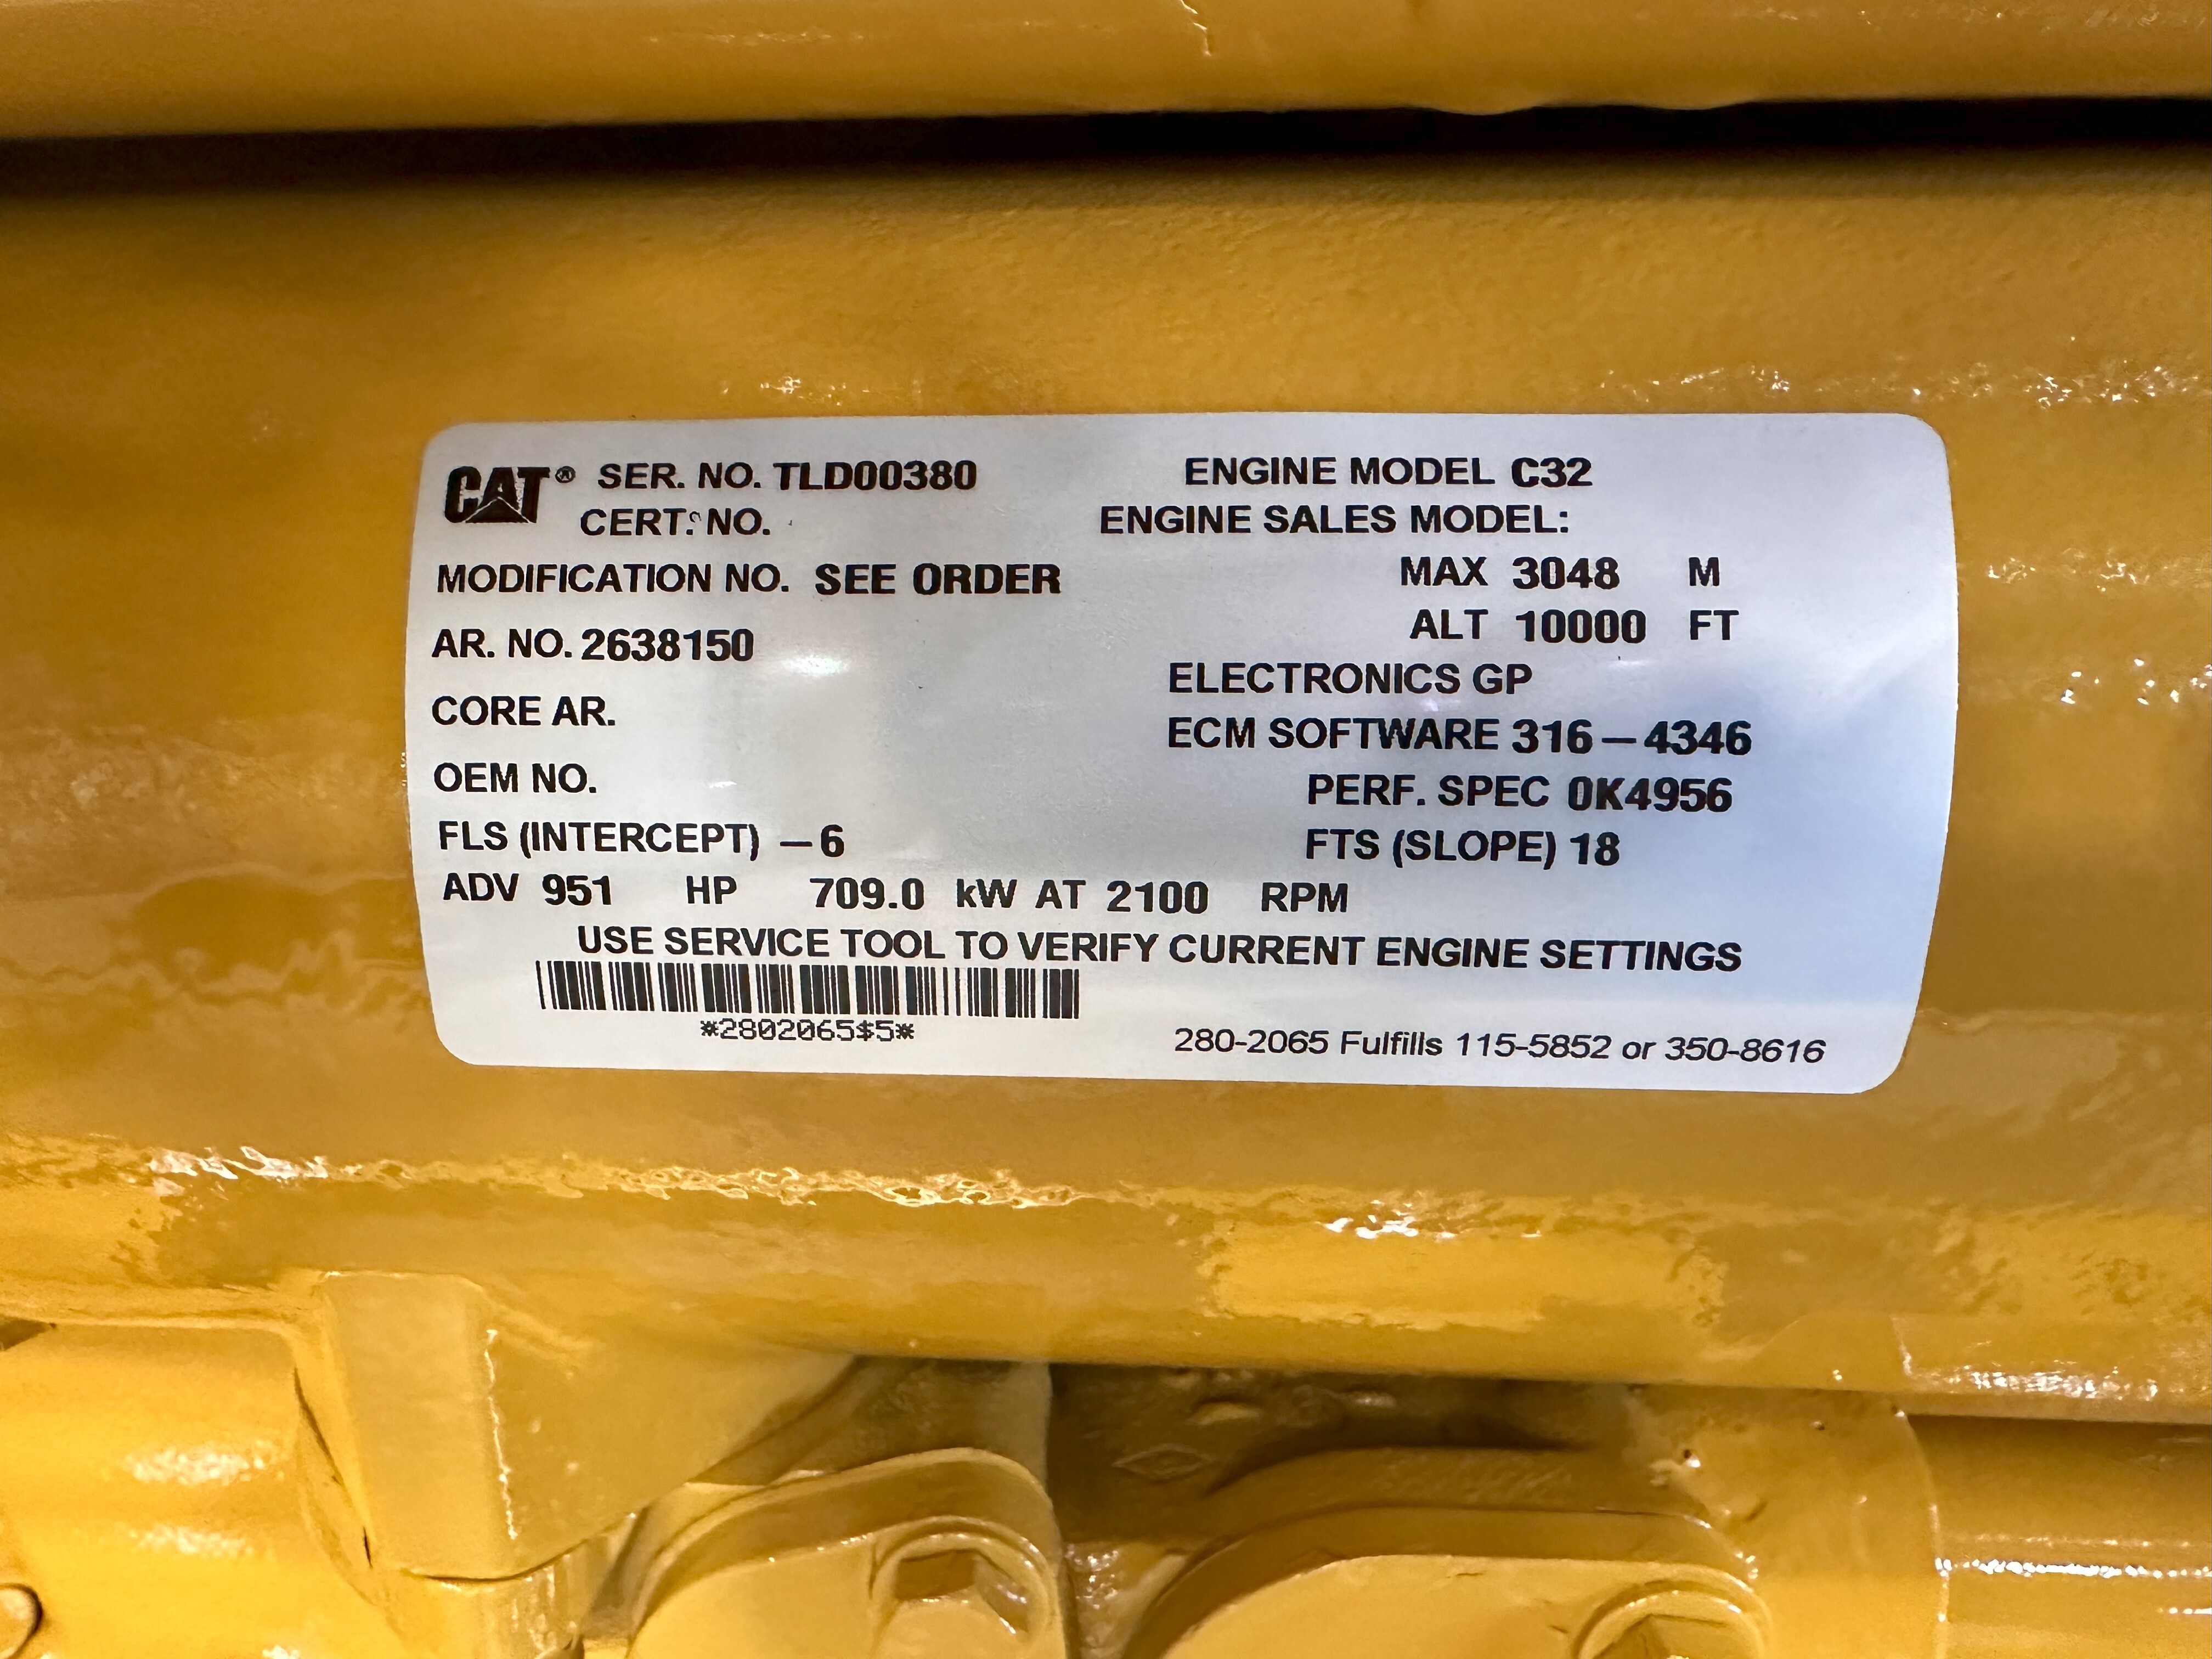 CAT® SER. NO. TLD00380 ENGINE MODEL C32
CERT. NO. ENGINE SALES MODEL:
MODIFICATION NO. SEE ORDER MAX 3048 M
ALT 10000 FT
AR. NO. 2638150
ELECTRONICS GP
CORE AR. ECM SOFTWARE 316–4346
OEM NO. PERF. SPEC 0K4956
FLS (INTERCEPT) –6 FTS (SLOPE) 18
ADV 951 HP 709.0 kW AT 2100 RPM
USE SERVICE TOOL TO VERIFY CURRENT ENGINE SETTINGS
*2802065$5*
280-2065 Fulfills 115-5852 or 350-8616